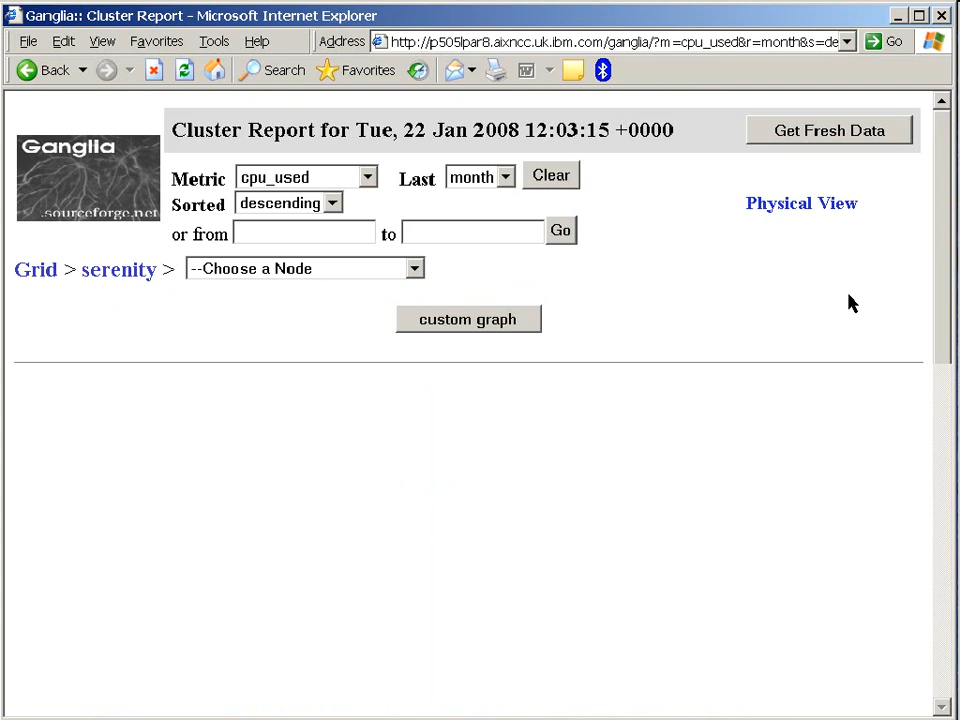 Ganglia:: Cluster Report - Microsoft Internet Explorer
File Edit View Favorites Tools Help Address http://p505lpar8.aixncc.uk.ibm.com/ganglia/?m=cpu_used&r=month&s=de Go
Back Search Favorites
Cluster Report for Tue, 22 Jan 2008 12:03:15 +0000 Get Fresh Data
Ganglia
.sourceforge.net
Metric cpu_used Last month Clear
Sorted descending
Physical View
or from to Go
Grid > serenity > --Choose a Node
custom graph